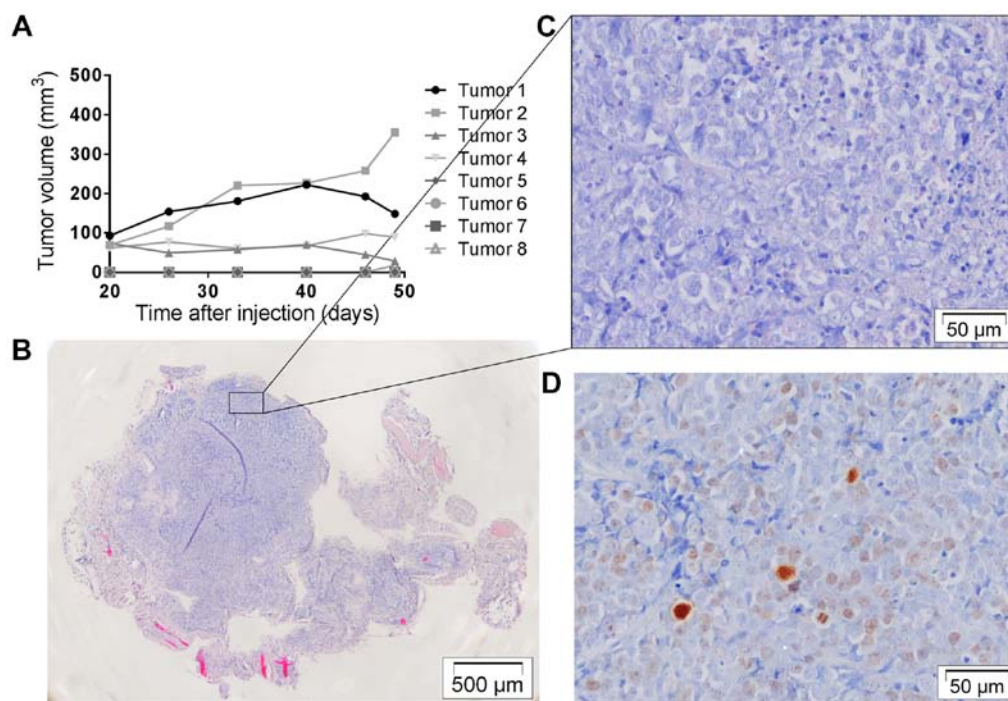 A
Tumor volume (mm³)
500
400
300
200
100
0
20
30
40
50
Time after injection (days)
Tumor 1
Tumor 2
Tumor 3
Tumor 4
Tumor 5
Tumor 6
Tumor 7
Tumor 8
B
500 µm
C
50 µm
D
50 µm